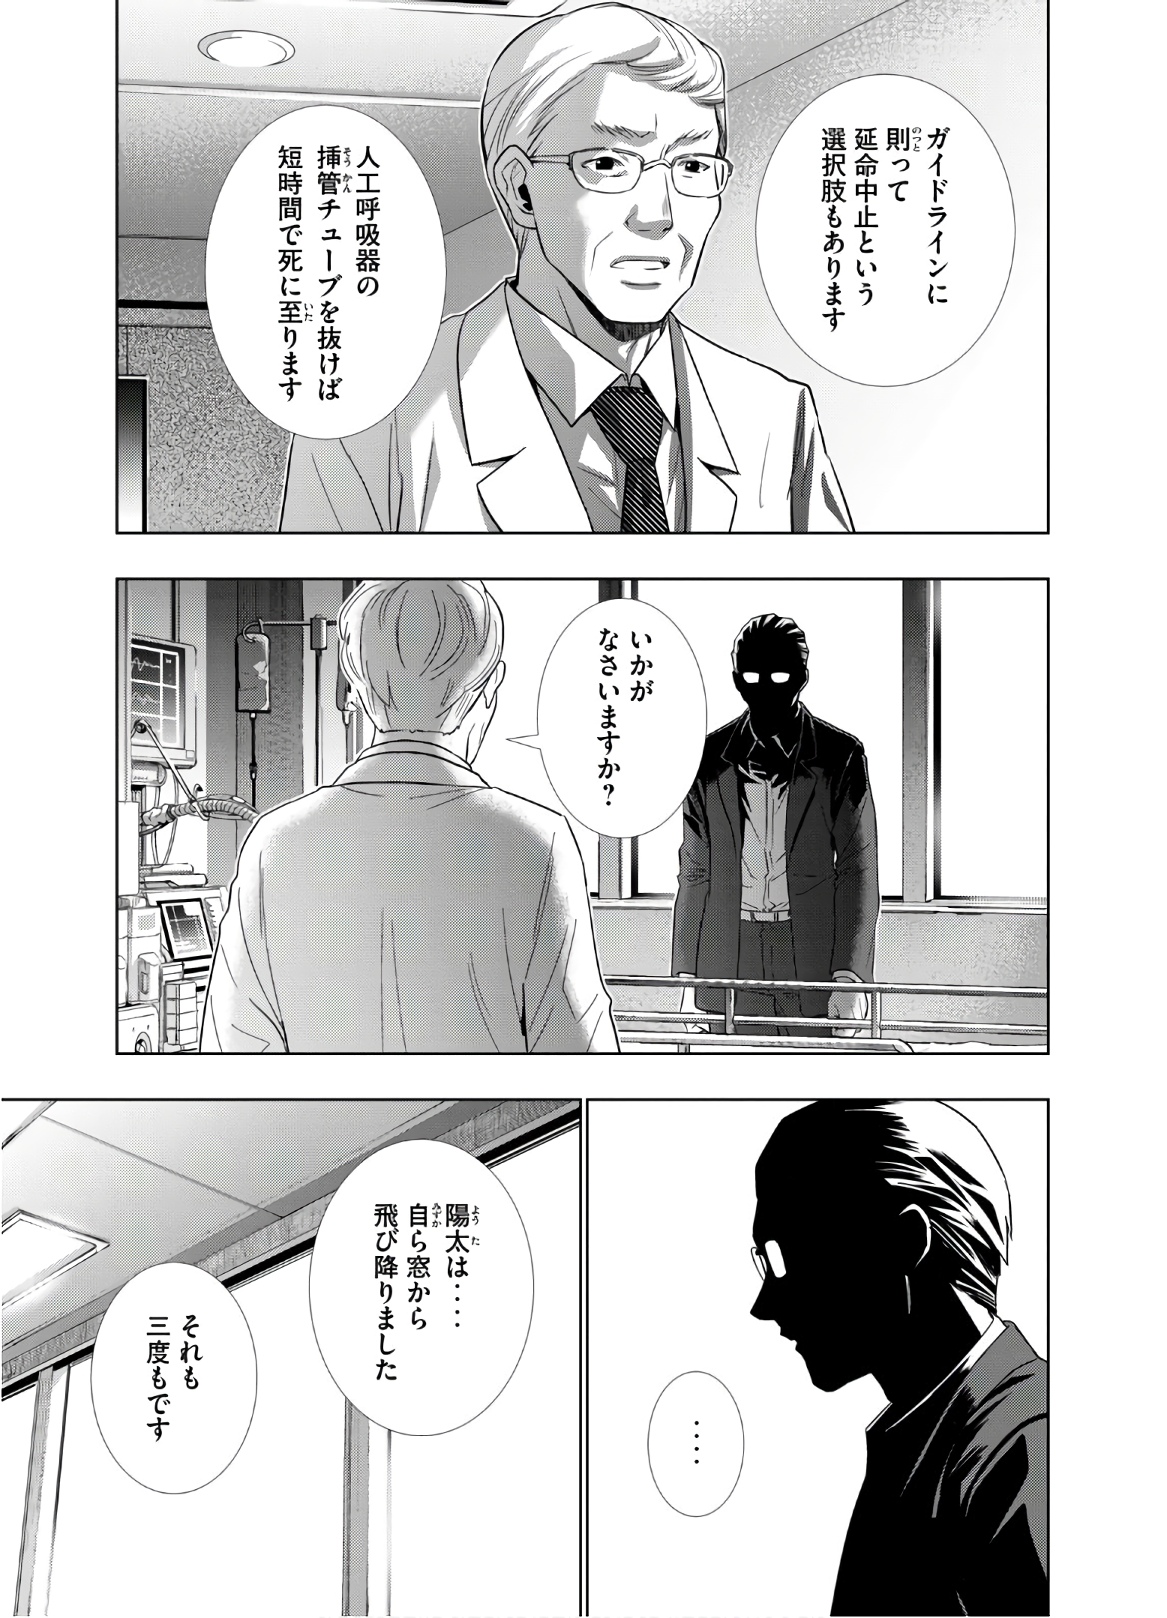 ガイドラインに
則って
延命中止という
選択肢もあります
人工呼吸器の
挿管チューブを抜けば
短時間で死に至ります
いかが
なさいますか?
‥‥
陽太は‥‥
自ら窓から
飛び降りました
それも
三度もです